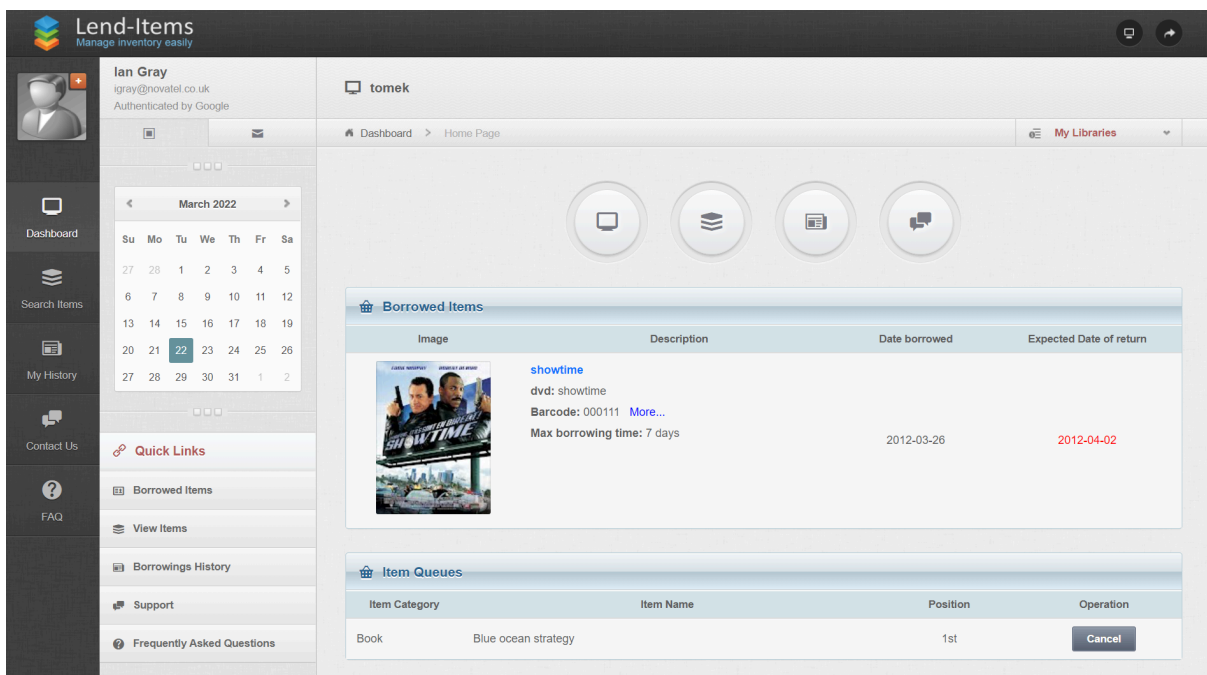 Lend-Items
Manage inventory easily
Ian Gray
igray@novatel.co.uk
Authenticated by Google
tomek
Dashboard > Home Page
My Libraries
Dashboard
Search Items
My History
Contact Us
FAQ
March 2022
Su Mo Tu We Th Fr Sa
27 28 1 2 3 4 5
6 7 8 9 10 11 12
13 14 15 16 17 18 19
20 21 22 23 24 25 26
27 28 29 30 31 1 2
Quick Links
Borrowed Items
View Items
Borrowings History
Support
Frequently Asked Questions
Borrowed Items
Image Description Date borrowed Expected Date of return
SHOWTIME
showtime
dvd: showtime
Barcode: 000111 More...
Max borrowing time: 7 days
2012-03-26 2012-04-02
Item Queues
Item Category Item Name Position Operation
Book Blue ocean strategy 1st Cancel